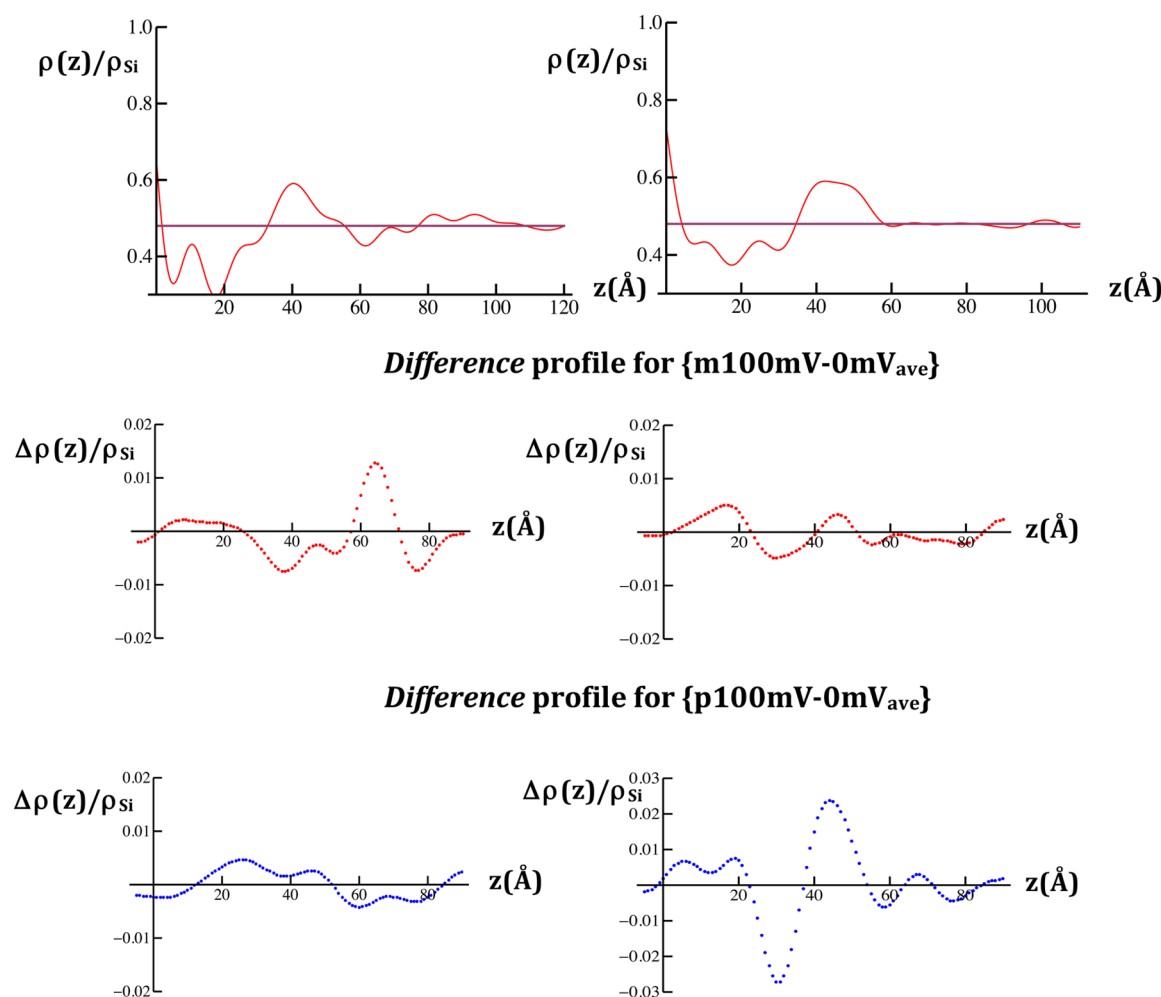 1.0 1.0
ρ(z)/ρSi ρ(z)/ρSi
0.8 0.8
0.6 0.6
0.4 0.4
z(Å) z(Å)
20 40 60 80 100 120 20 40 60 80 100
Difference profile for {m100mV-0mVave}
0.02 0.02
Δρ(z)/ρSi Δρ(z)/ρSi
0.01 0.01
z(Å) z(Å)
20 40 60 80 20 40 60 80
−0.01 −0.01
−0.02 −0.02
Difference profile for {p100mV-0mVave}
0.02 0.03
Δρ(z)/ρSi Δρ(z)/ρSi
0.02
0.01 0.01
z(Å) z(Å)
20 40 60 80 20 40 60 80
−0.01 −0.01
−0.02
−0.02 −0.03